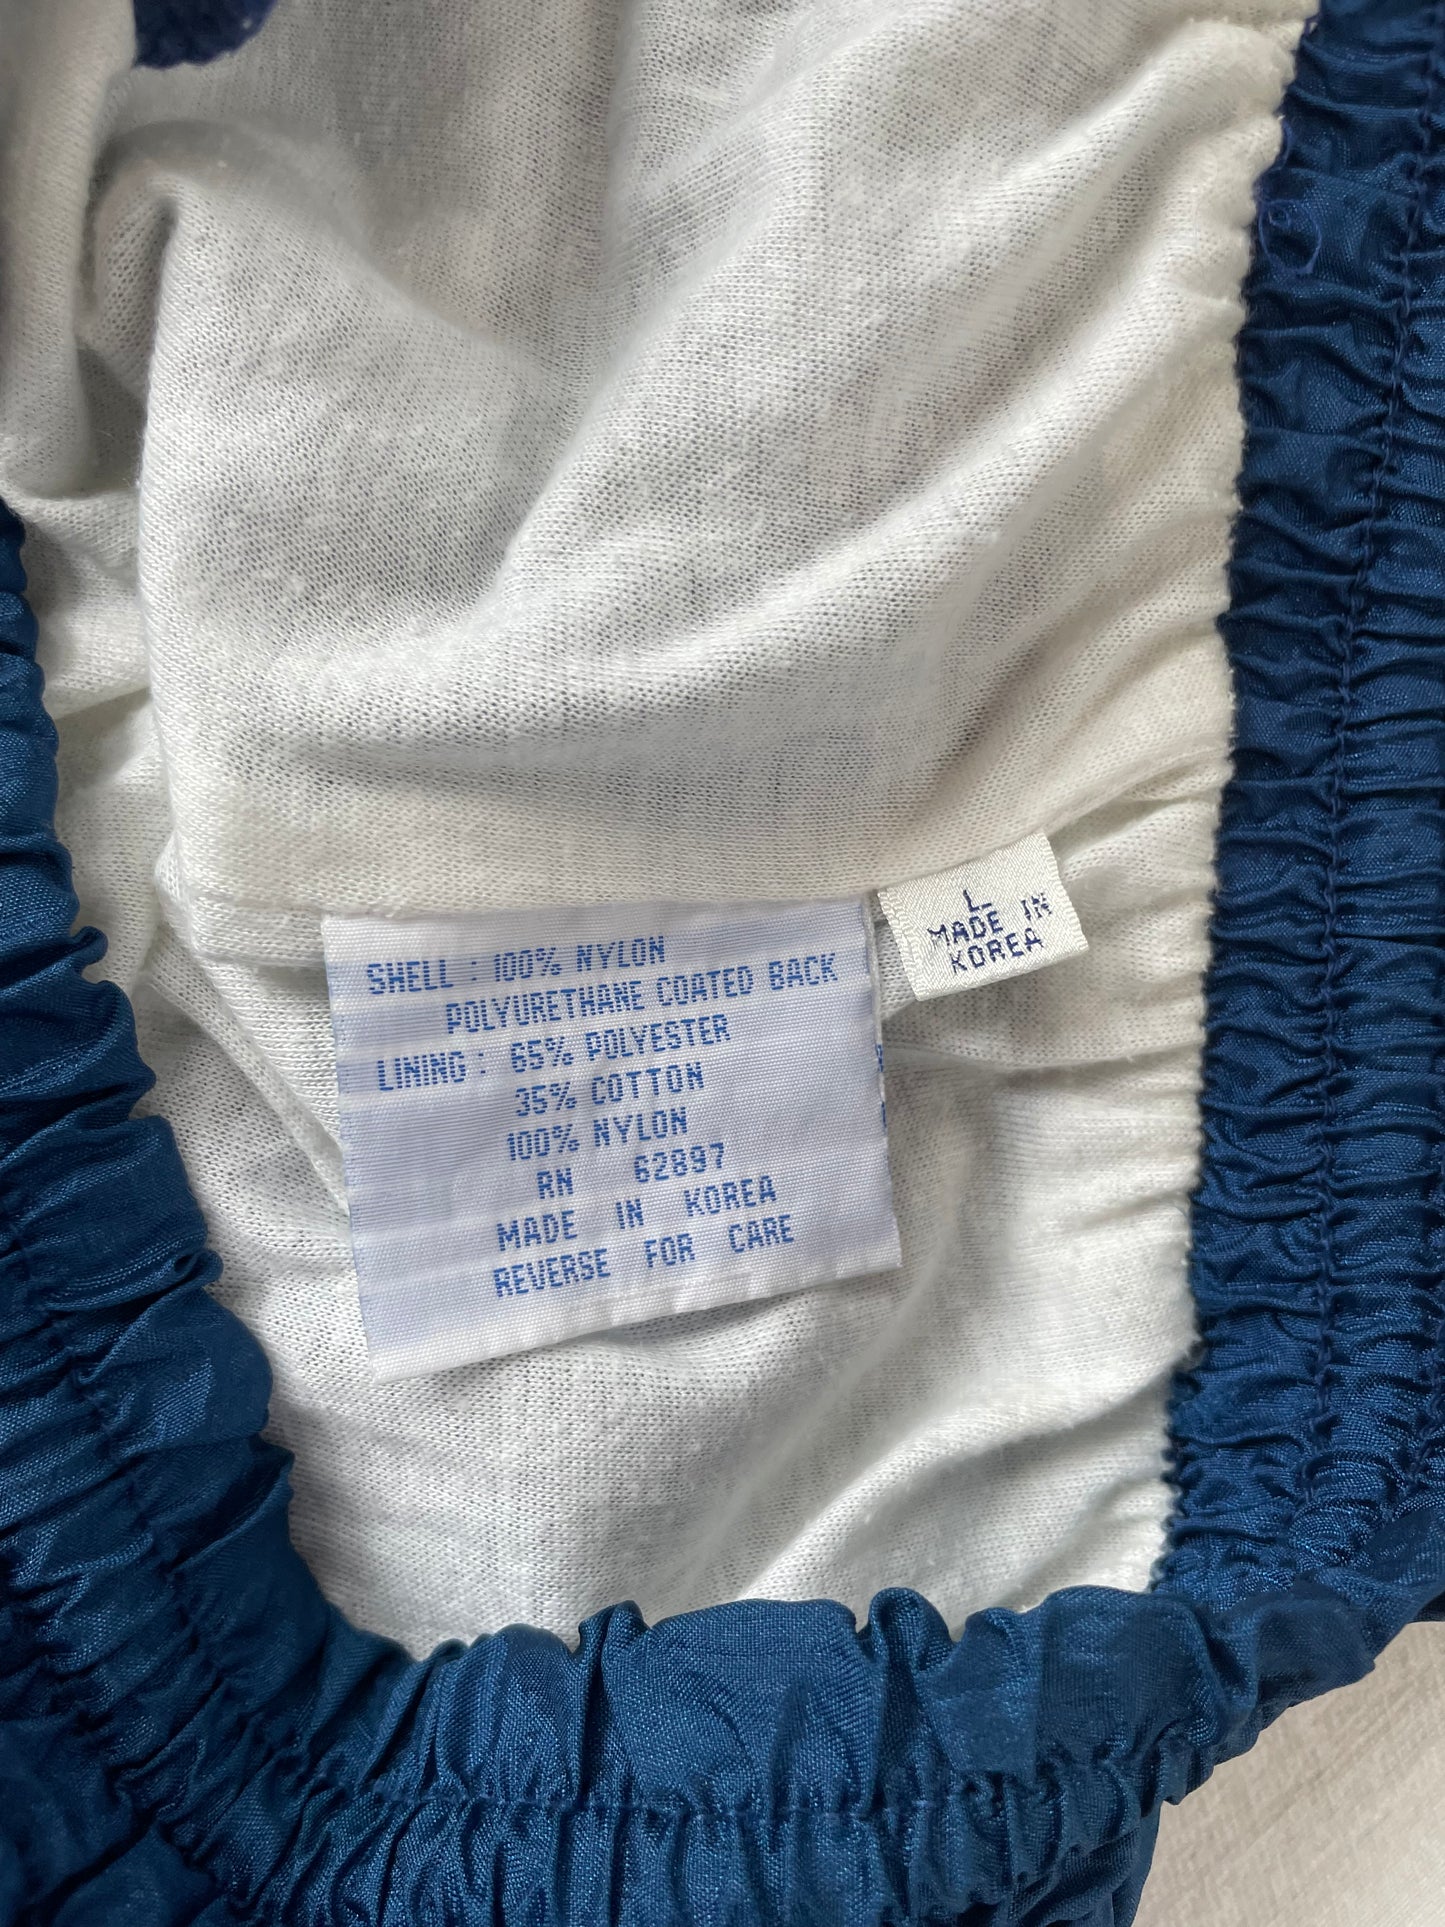 SHELL : 100% NYLON
POLYURETHANE COATED BACK
LINING : 65% POLYESTER
35% COTTON
100% NYLON
RN 62897
MADE IN KOREA
REVERSE FOR CARE
L
MADE IN
KOREA